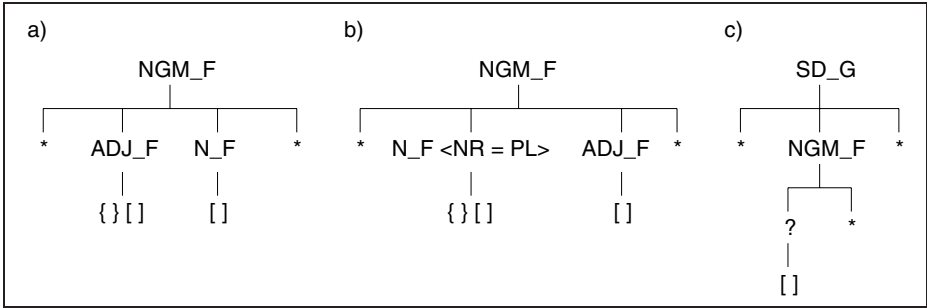 a) b) c)
NGM_F NGM_F SD_G
* ADJ_F N_F * * N_F <NR = PL> ADJ_F * * NGM_F *
{ } [ ] [ ] { } [ ] [ ] ? *
[ ]